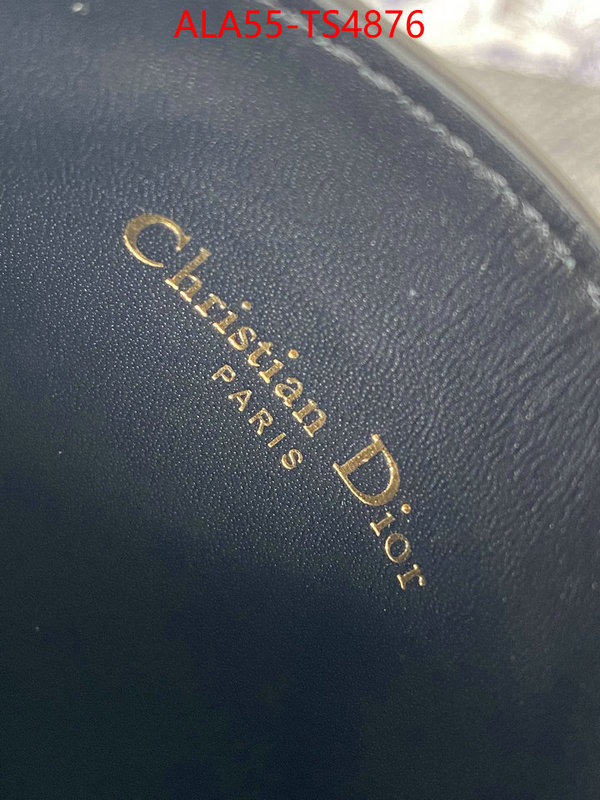 ALA55-TS4876
Christian Dior
PARIS